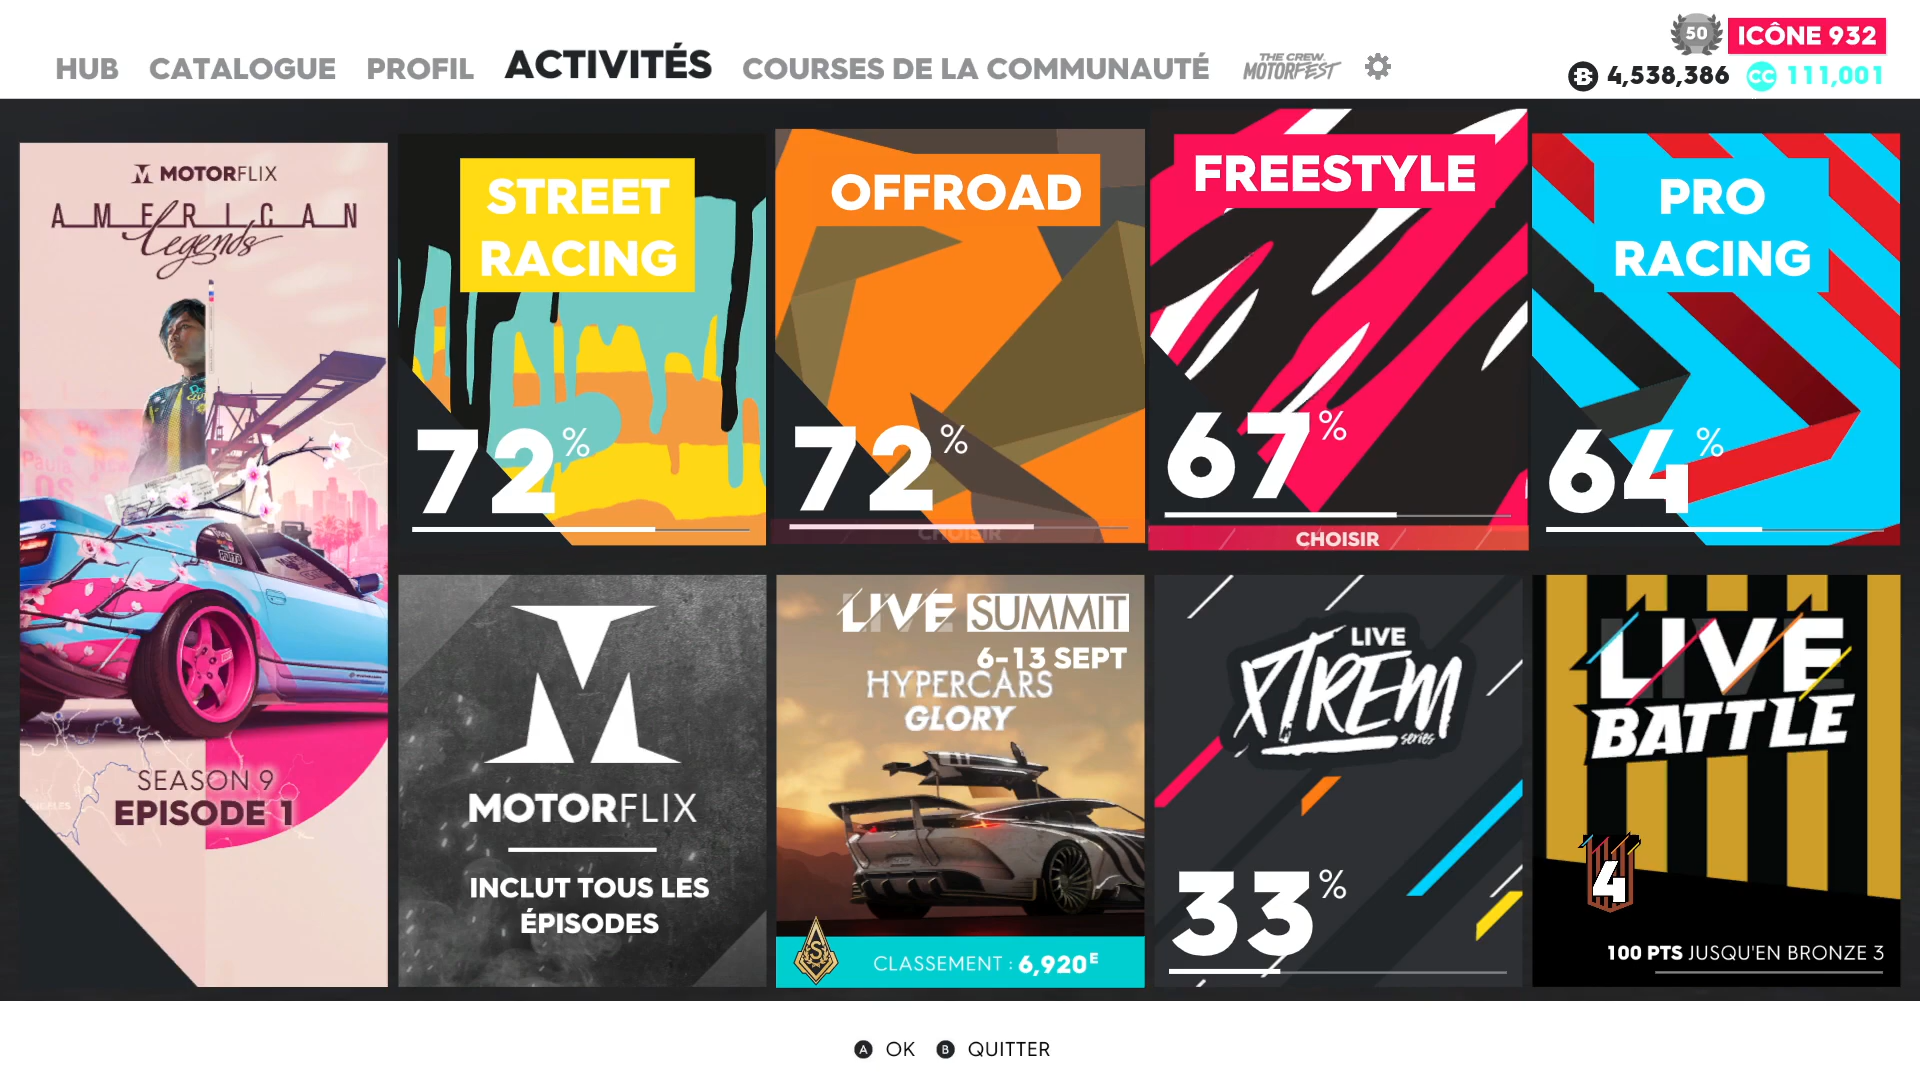 HUB CATALOGUE PROFIL ACTIVITÉS COURSES DE LA COMMUNAUTÉ THE CREW MOTORFEST
50 ICÔNE 932
4,538,386 CC 111,001
MOTORFLIX
AMERICAN
Legends
SEASON 9
EPISODE 1
STREET
RACING
72%
OFFROAD
72%
CHOISIR
FREESTYLE
67%
CHOISIR
PRO
RACING
64%
MOTORFLIX
INCLUT TOUS LES
ÉPISODES
LIVE SUMMIT
6-13 SEPT
HYPERCARS
GLORY
CLASSEMENT : 6,920E
LIVE
XTREM
series
33%
LIVE
BATTLE
4
100 PTS JUSQU'EN BRONZE 3
A OK B QUITTER